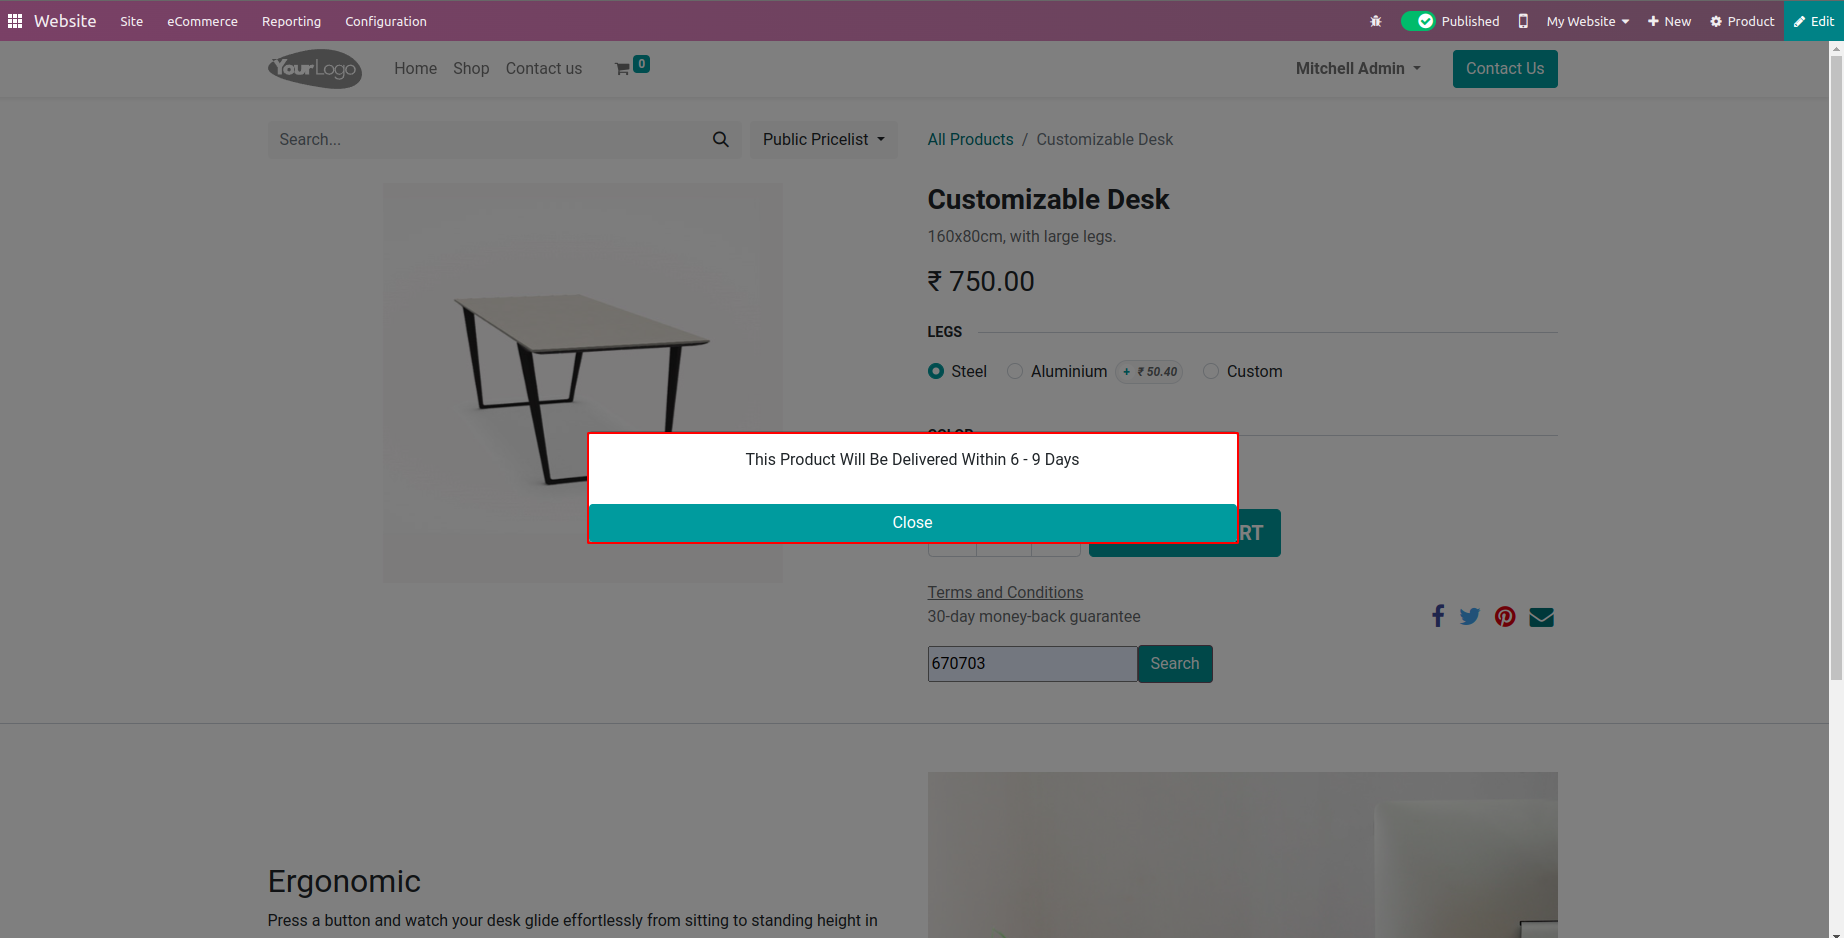 Website Site eCommerce Reporting Configuration Published My Website New Product Edit
YourLogo Home Shop Contact us 0 Mitchell Admin Contact Us
Search... Public Pricelist All Products / Customizable Desk
Customizable Desk
160x80cm, with large legs.
₹ 750.00
LEGS
Steel Aluminium + ₹ 50.40 Custom
COLOR
This Product Will Be Delivered Within 6 - 9 Days
Close
RT
Terms and Conditions
30-day money-back guarantee
670703 Search
Ergonomic
Press a button and watch your desk glide effortlessly from sitting to standing height in